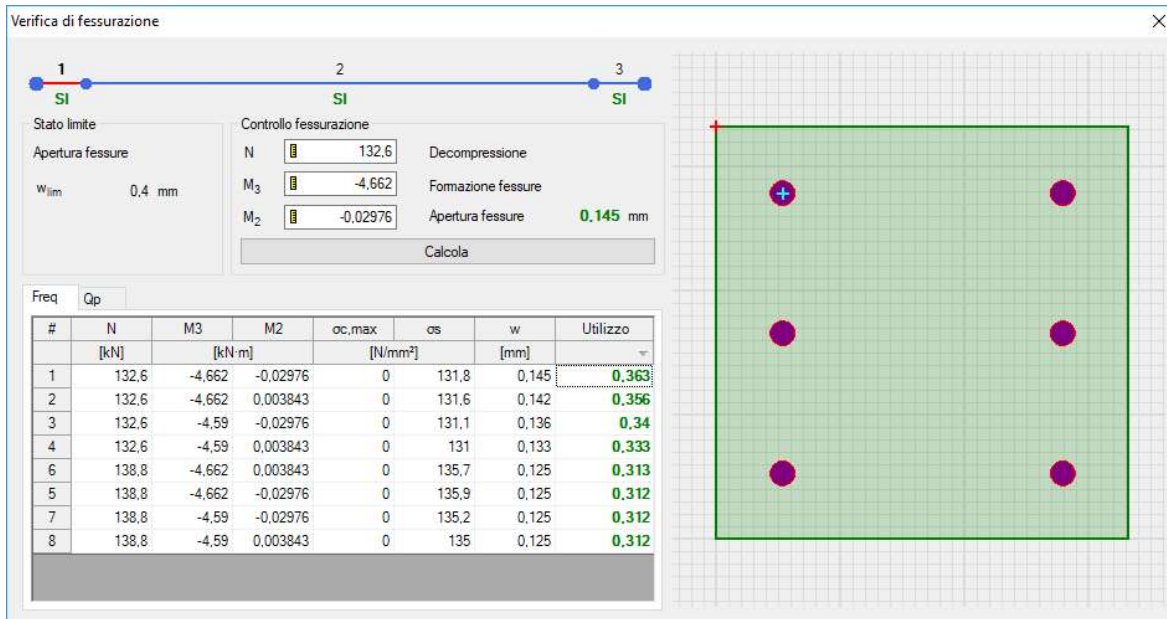 Verifica di fessurazione
1 2 3
SI SI SI
Stato limite
Apertura fessure
wlim 0,4 mm
Controllo fessurazione
N 132,6 Decompressione
M3 -4,662 Formazione fessure
M2 -0,02976 Apertura fessure 0,145 mm
Calcola
Freq Qp
# N M3 M2 σc,max σs w Utilizzo
[kN] [kN·m] [N/mm²] [mm]
1 132,6 -4,662 -0,02976 0 131,8 0,145 0,363
2 132,6 -4,662 0,003843 0 131,6 0,142 0,356
3 132,6 -4,59 -0,02976 0 131,1 0,136 0,34
4 132,6 -4,59 0,003843 0 131 0,133 0,333
6 138,8 -4,662 0,003843 0 135,7 0,125 0,313
5 138,8 -4,662 -0,02976 0 135,9 0,125 0,312
7 138,8 -4,59 -0,02976 0 135,2 0,125 0,312
8 138,8 -4,59 0,003843 0 135 0,125 0,312